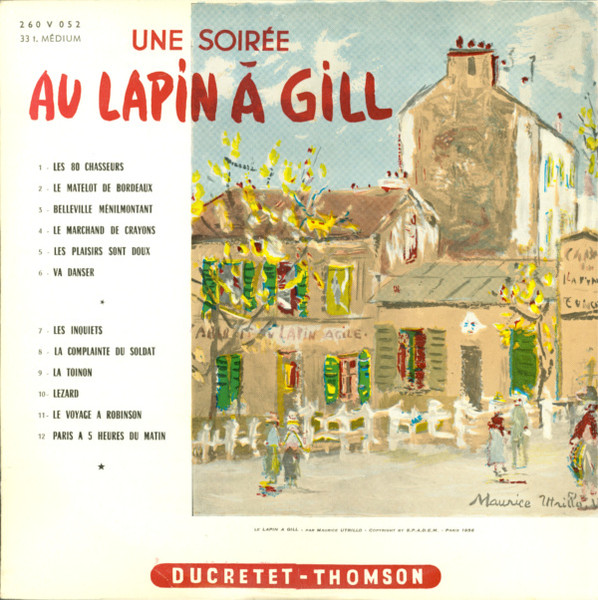 260 V 052
33 t. MÉDIUM
UNE SOIRÉE
AU LAPIN À GILL
1 - LES 80 CHASSEURS
2 - LE MATELOT DE BORDEAUX
3 - BELLEVILLE MÉNILMONTANT
4 - LE MARCHAND DE CRAYONS
5 - LES PLAISIRS SONT DOUX
6 - VA DANSER
7 - LES INQUIETS
8 - LA COMPLAINTE DU SOLDAT
9 - LA TOINON
10 - LEZARD
11 - LE VOYAGE A ROBINSON
12 PARIS A 5 HEURES DU MATIN
LAPIN AGILE
Maurice Utrillo
LE LAPIN A GILL - PAR MAURICE UTRILLO - COPYRIGHT BY S.P.A.D.E.M. - PARIS
DUCRETET-THOMSON